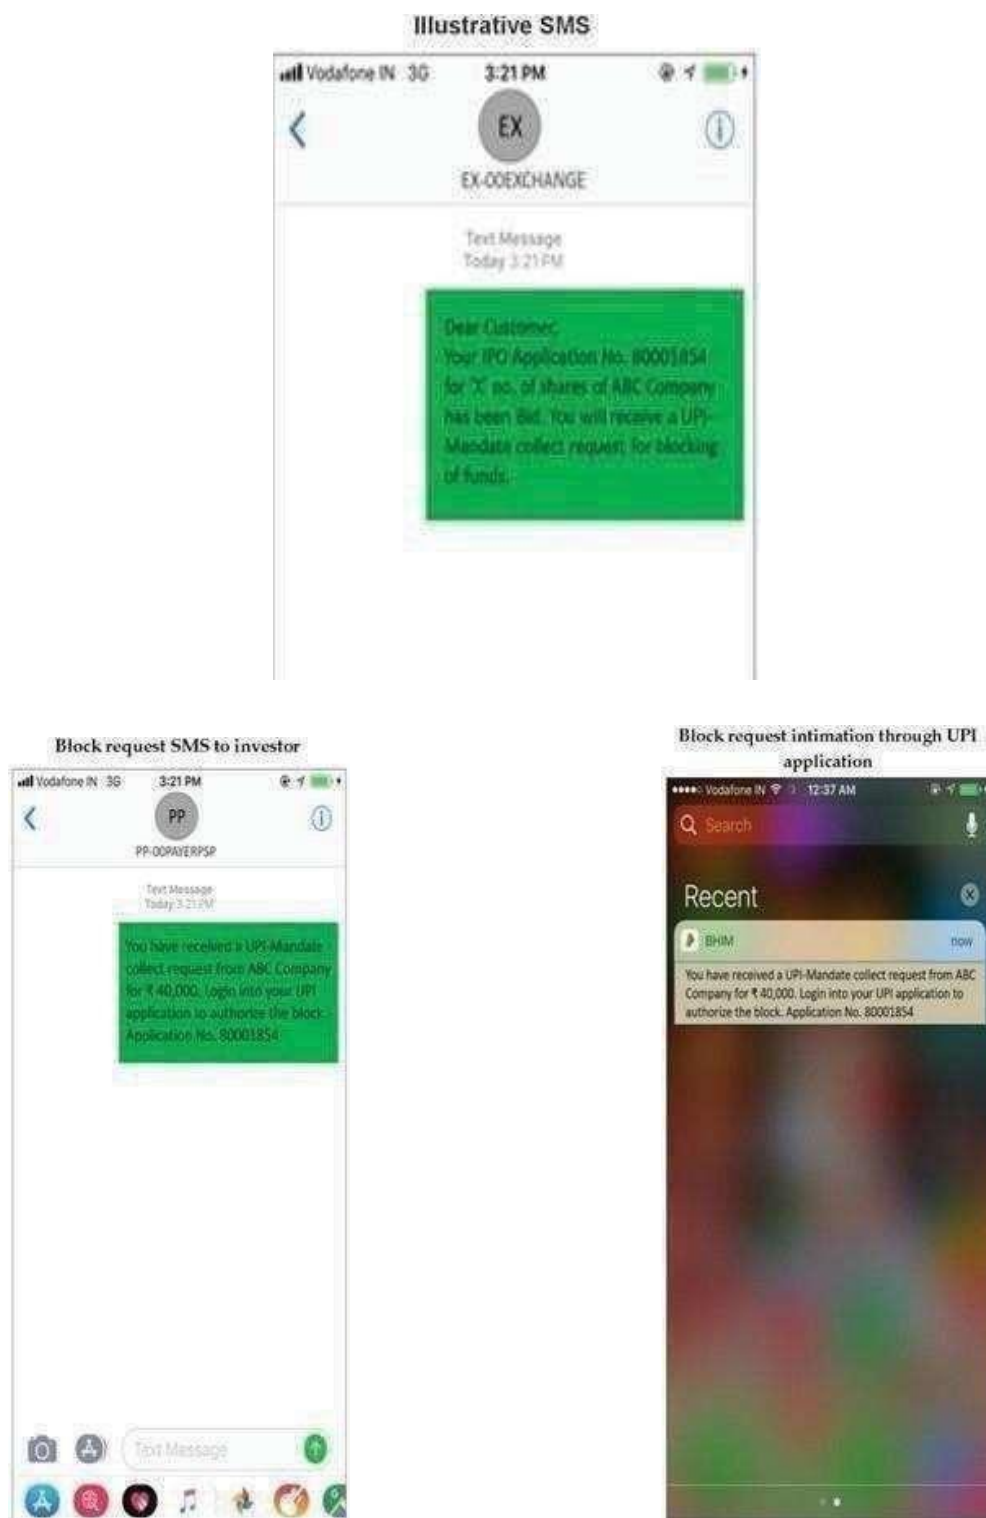 Illustrative SMS
Vodafone IN 3G 3:21 PM
EX
EX-OOEXCHANGE
Text Message
Today 3:21 PM
Dear Customer,
Your IPO Application No. 80001854
for 'X' no. of shares of ABC Company
has been Bid. You will receive a UPI-
Mandate collect request for blocking
of funds.
Block request SMS to investor
Vodafone IN 3G 3:21 PM
PP
PP-OOPAYERPSP
Text Message
Today 3:21 PM
You have received a UPI-Mandate
collect request from ABC Company
for ₹ 40,000. Login into your UPI
application to authorize the block.
Application No. 80001854
Text Message
Block request intimation through UPI
application
Vodafone IN 12:37 AM
Search
Recent
BHIM now
You have received a UPI-Mandate collect request from ABC
Company for ₹ 40,000. Login into your UPI application to
authorize the block. Application No. 80001854